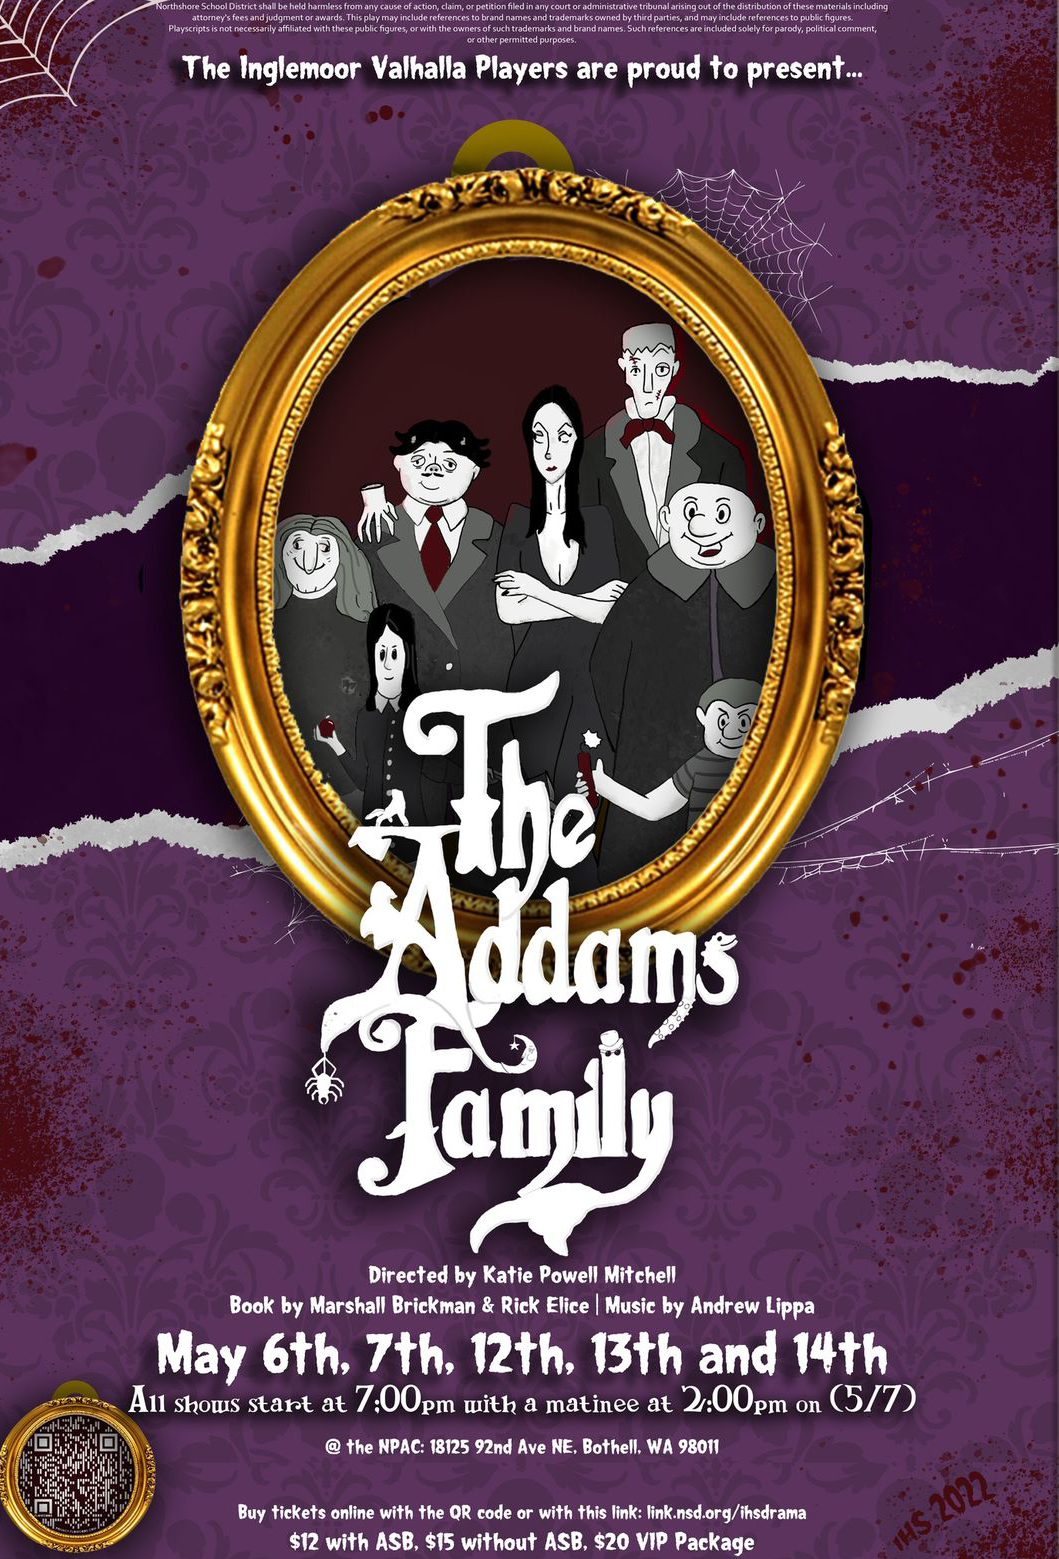 Northshore School District shall be held harmless from any cause of action, claim, or petition filed in any court or administrative tribunal arising out of the distribution of these materials including
attorney's fees and judgment or awards. This play may include references to brand names and trademarks owned by third parties, and may include references to public figures.
Playscripts is not necessarily affiliated with these public figures, or with the owners of such trademarks and brand names. Such references are included solely for parody, political comment,
or other permitted purposes.
The Inglemoor Valhalla Players are proud to present...
The
Addams
Family
Directed by Katie Powell Mitchell
Book by Marshall Brickman & Rick Elice | Music by Andrew Lippa
May 6th, 7th, 12th, 13th and 14th
All shows start at 7:00pm with a matinee at 2:00pm on (5/7)
@ the NPAC: 18125 92nd Ave NE, Bothell, WA 98011
Buy tickets online with the QR code or with this link: link.nsd.org/ihsdrama
$12 with ASB, $15 without ASB, $20 VIP Package
IHS 2022